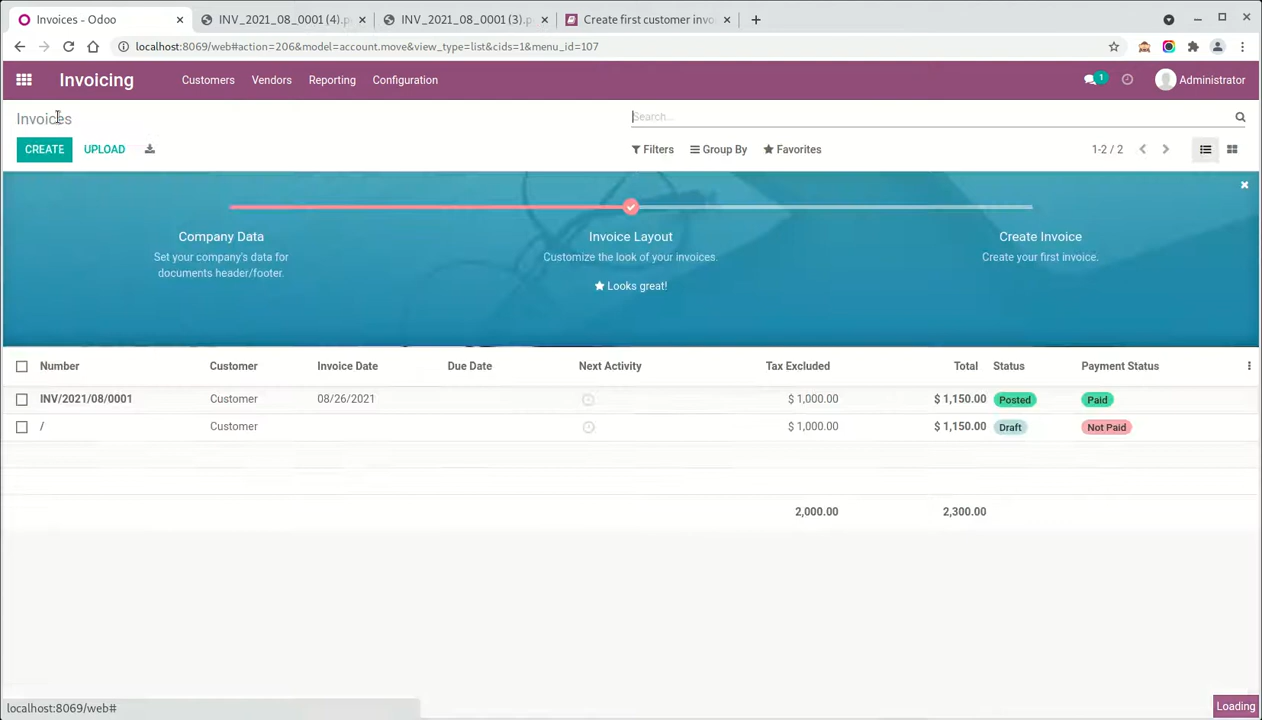 Invoices - Odoo
INV_2021_08_0001 (4).p
INV_2021_08_0001 (3).p
Create first customer invo
localhost:8069/web#action=206&model=account.move&view_type=list&cids=1&menu_id=107
Invoicing
Customers
Vendors
Reporting
Configuration
1
Administrator
Invoices
Search...
CREATE
UPLOAD
Filters
Group By
Favorites
1-2 / 2
Company Data
Set your company's data for
documents header/footer.
Invoice Layout
Customize the look of your invoices.
Looks great!
Create Invoice
Create your first invoice.
Number Customer Invoice Date Due Date Next Activity Tax Excluded Total Status Payment Status
INV/2021/08/0001 Customer 08/26/2021 $ 1,000.00 $ 1,150.00 Posted Paid
/ Customer $ 1,000.00 $ 1,150.00 Draft Not Paid
2,000.00 2,300.00
localhost:8069/web#
Loading